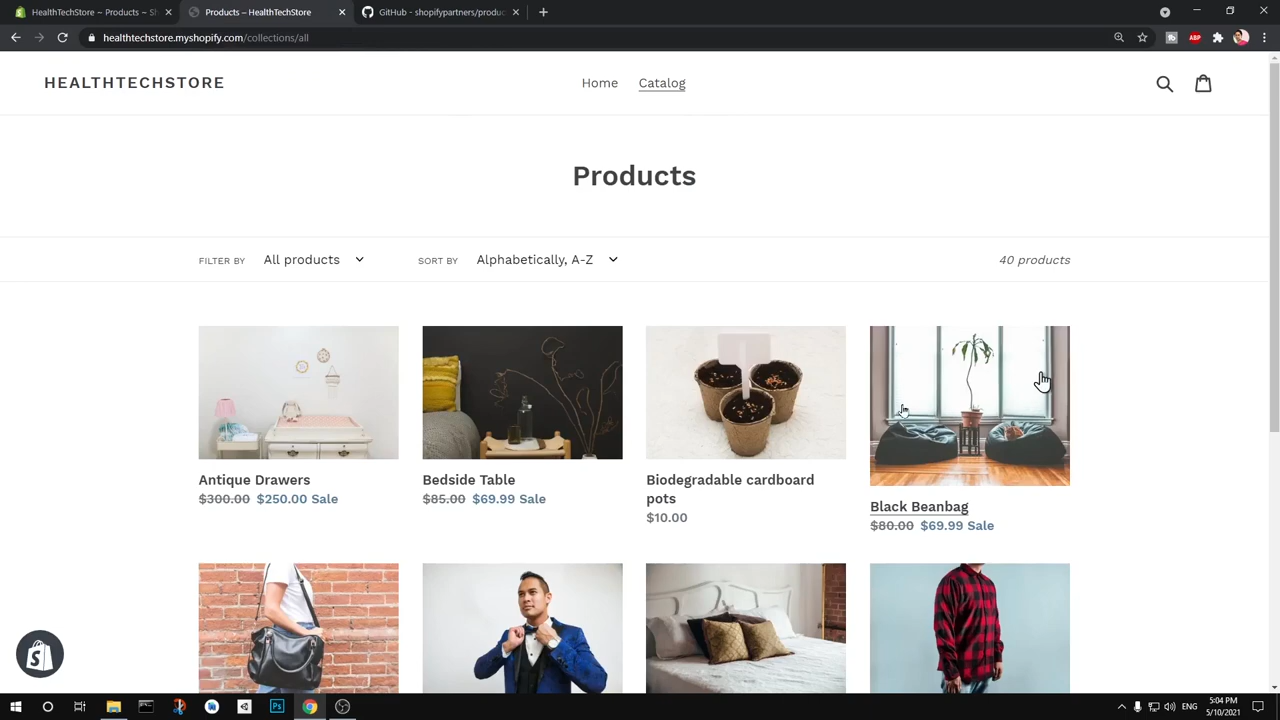 HealthTechStore ~ Products ~ Sh
Products – HealthTechStore
GitHub - shopifypartners/produc
healthtechstore.myshopify.com/collections/all
ABP
HEALTHTECHSTORE
Home
Catalog
Products
FILTER BY
All products
SORT BY
Alphabetically, A-Z
40 products
Antique Drawers
$300.00 $250.00 Sale
Bedside Table
$85.00 $69.99 Sale
Biodegradable cardboard
pots
$10.00
Black Beanbag
$80.00 $69.99 Sale
Ps
ENG
5:04 PM
5/10/2021